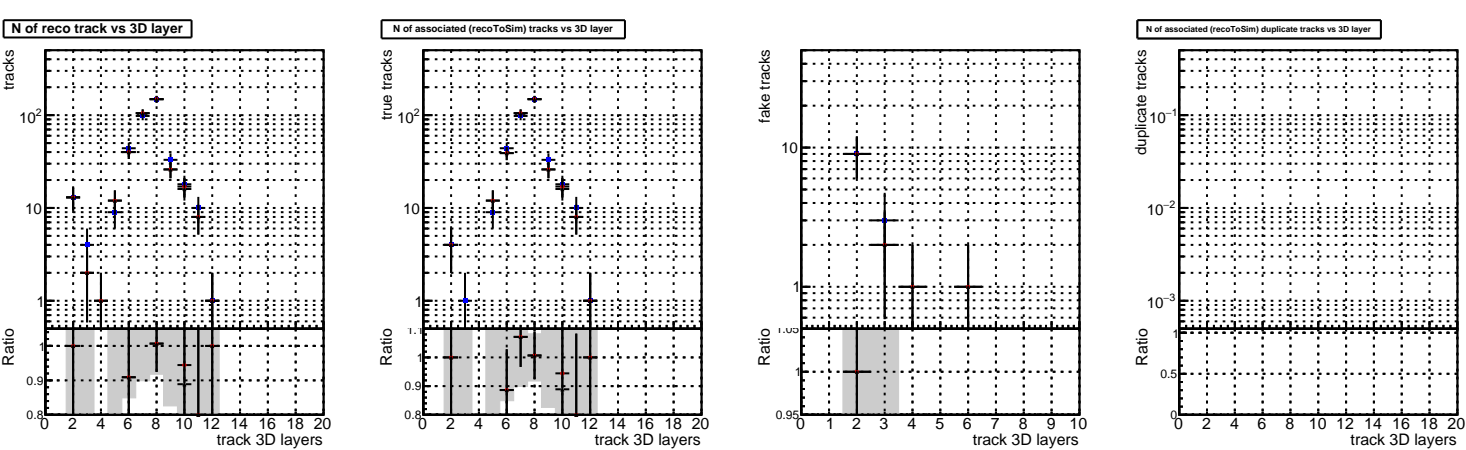 N of reco track vs 3D layer
tracks
10²
10
1
Ratio
1
0.9
0.8
0 2 4 6 8 10 12 14 16 18 20
track 3D layers
N of associated (recoToSim) tracks vs 3D layer
true tracks
10²
10
1
Ratio
1.1
1
0.9
0.8
0 2 4 6 8 10 12 14 16 18 20
track 3D layers
fake tracks
10
1
Ratio
1.05
1
0.95
0 1 2 3 4 5 6 7 8 9 10
track 3D layers
N of associated (recoToSim) duplicate tracks vs 3D layer
duplicate tracks
10⁻¹
10⁻²
10⁻³
Ratio
1
0.5
0
0 2 4 6 8 10 12 14 16 18 20
track 3D layers